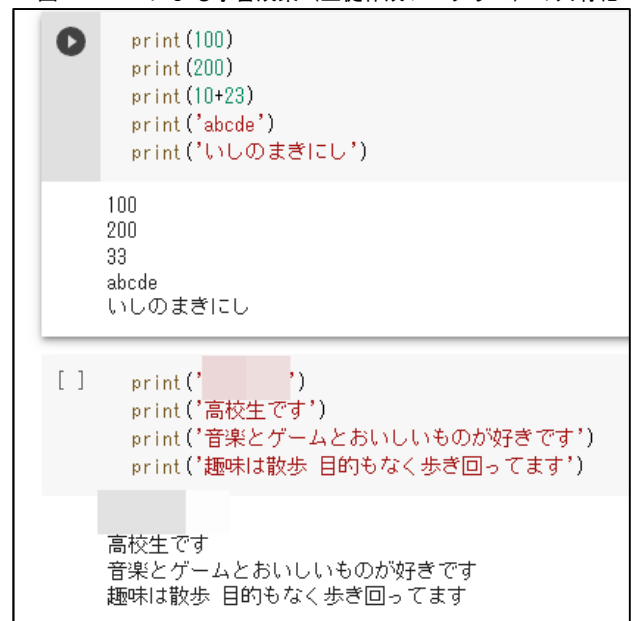 print(100)
print(200)
print(10+23)
print('abcde')
print('いしのまきにし')
100
200
33
abcde
いしのまきにし
[ ] print(' ')
print('高校生です')
print('音楽とゲームとおいしいものが好きです')
print('趣味は散歩 目的もなく歩き回ってます')
高校生です
音楽とゲームとおいしいものが好きです
趣味は散歩 目的もなく歩き回ってます